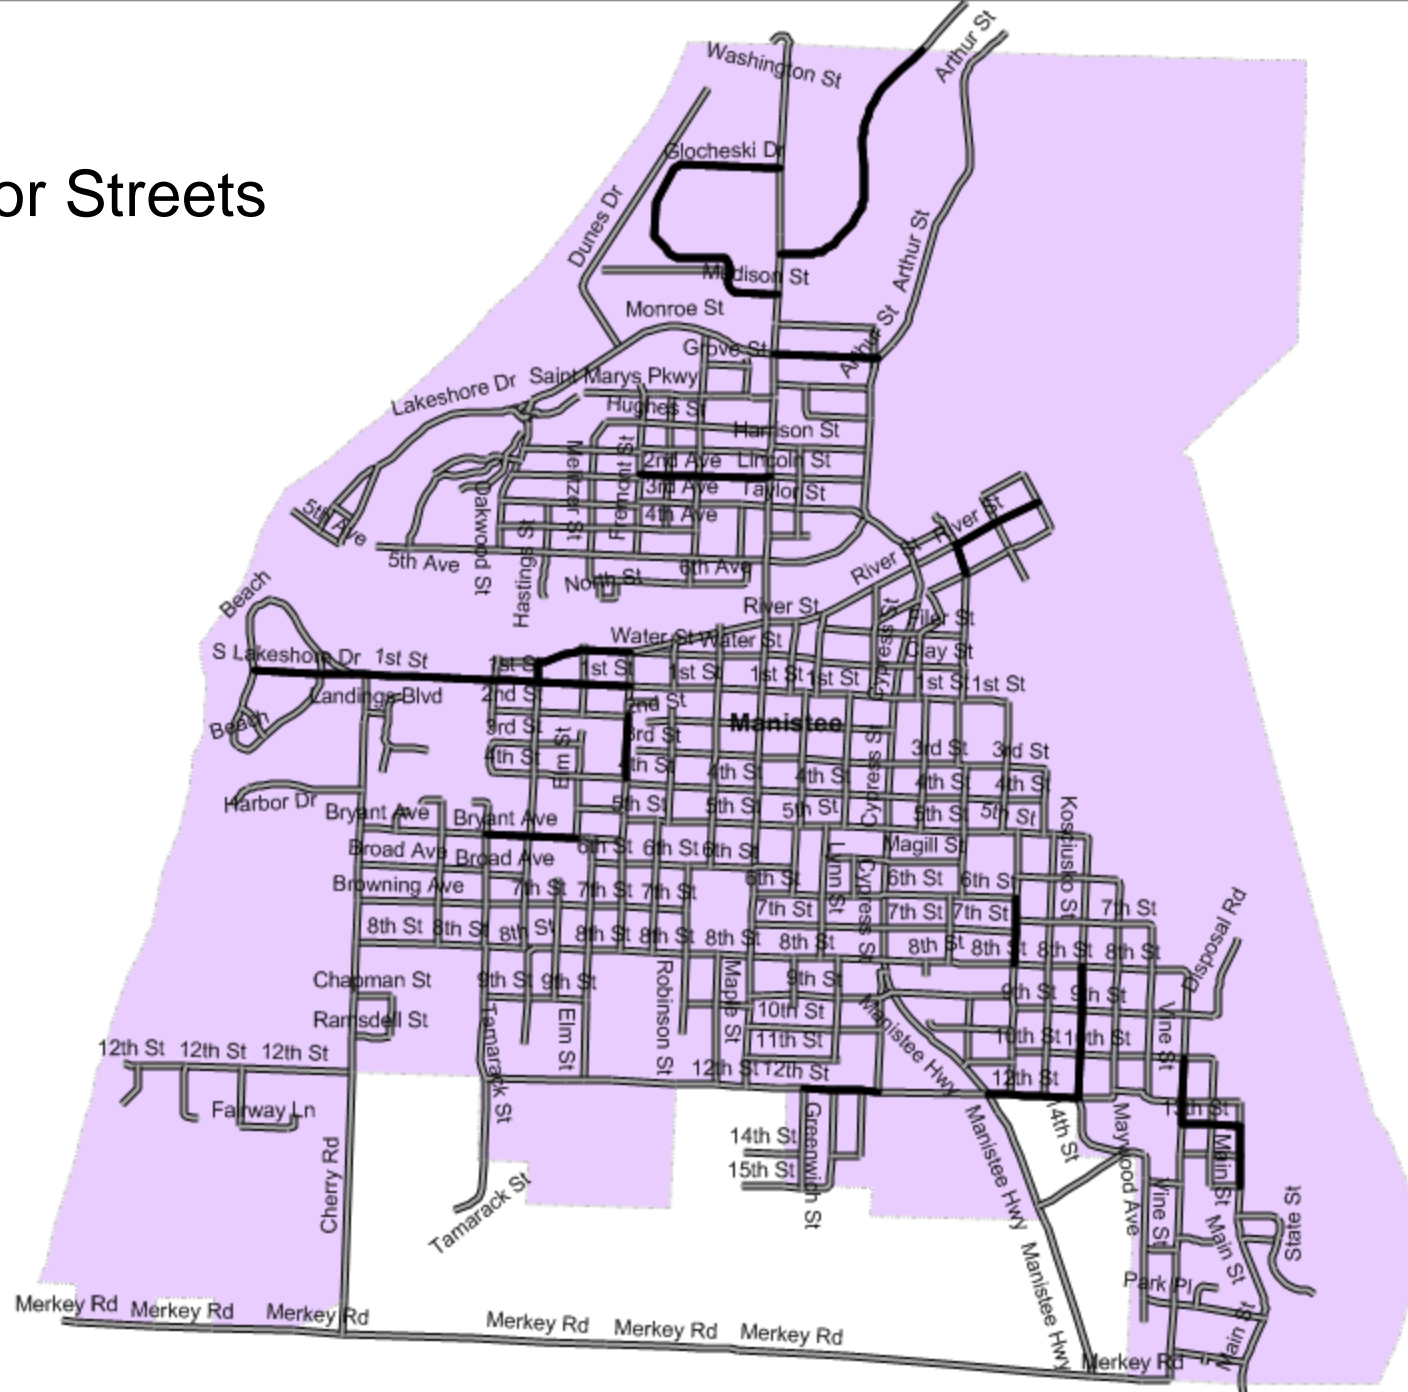 Arthur St
Washington St
Glocheski Dr
or Streets
Dunes Dr
Arthur St
Madison St
Monroe St
Arthur St
Grove St
Saint Marys Pkwy
Lakeshore Dr
Hughes St
Harrison St
Meitzer St
Fremont St
2nd Ave
Lincoln St
3rd Ave
Taylor St
Oakwood St
4th Ave
5th Ave
River St
Hastings St
5th Ave
6th Ave
River St
North St
Beach
River St
Cypress St
Filer St
Water St
Water St
Clay St
S Lakeshore Dr
1st St
1st St
1st St
1st St
1st St
1st St
1st St
1st St
Landings Blvd
2nd St
2nd St
Beach
Manistee
3rd St
3rd St
Elm St
Cypress St
3rd St
3rd St
4th St
4th St
4th St
4th St
4th St
4th St
Harbor Dr
Bryant Ave
Bryant Ave
5th St
5th St
5th St
5th St
5th St
Kosciusko St
Broad Ave
Broad Ave
6th St
6th St
6th St
Lynn St
Magill St
Browning Ave
7th St
7th St
7th St
6th St
Cypress St
6th St
6th St
7th St
7th St
7th St
7th St
8th St
8th St
8th St
8th St
8th St
8th St
8th St
8th St
8th St
8th St
8th St
Disposal Rd
Chapman St
9th St
9th St
Robinson St
Maple St
9th St
9th St
9th St
Ramsdell St
Tamarack St
Elm St
10th St
Manistee Hwy
10th St
10th St
Vine St
12th St
12th St
12th St
11th St
12th St
12th St
12th St
Fairway Ln
13th St
14th St
Greenwich St
Manistee Hwy
14th St
Maywood Ave
Main St
15th St
Cherry Rd
Tamarack St
Vine St
Main St
State St
Manistee Hwy
Park Pl
Merkey Rd
Merkey Rd
Merkey Rd
Merkey Rd
Merkey Rd
Merkey Rd
Merkey Rd
Main St